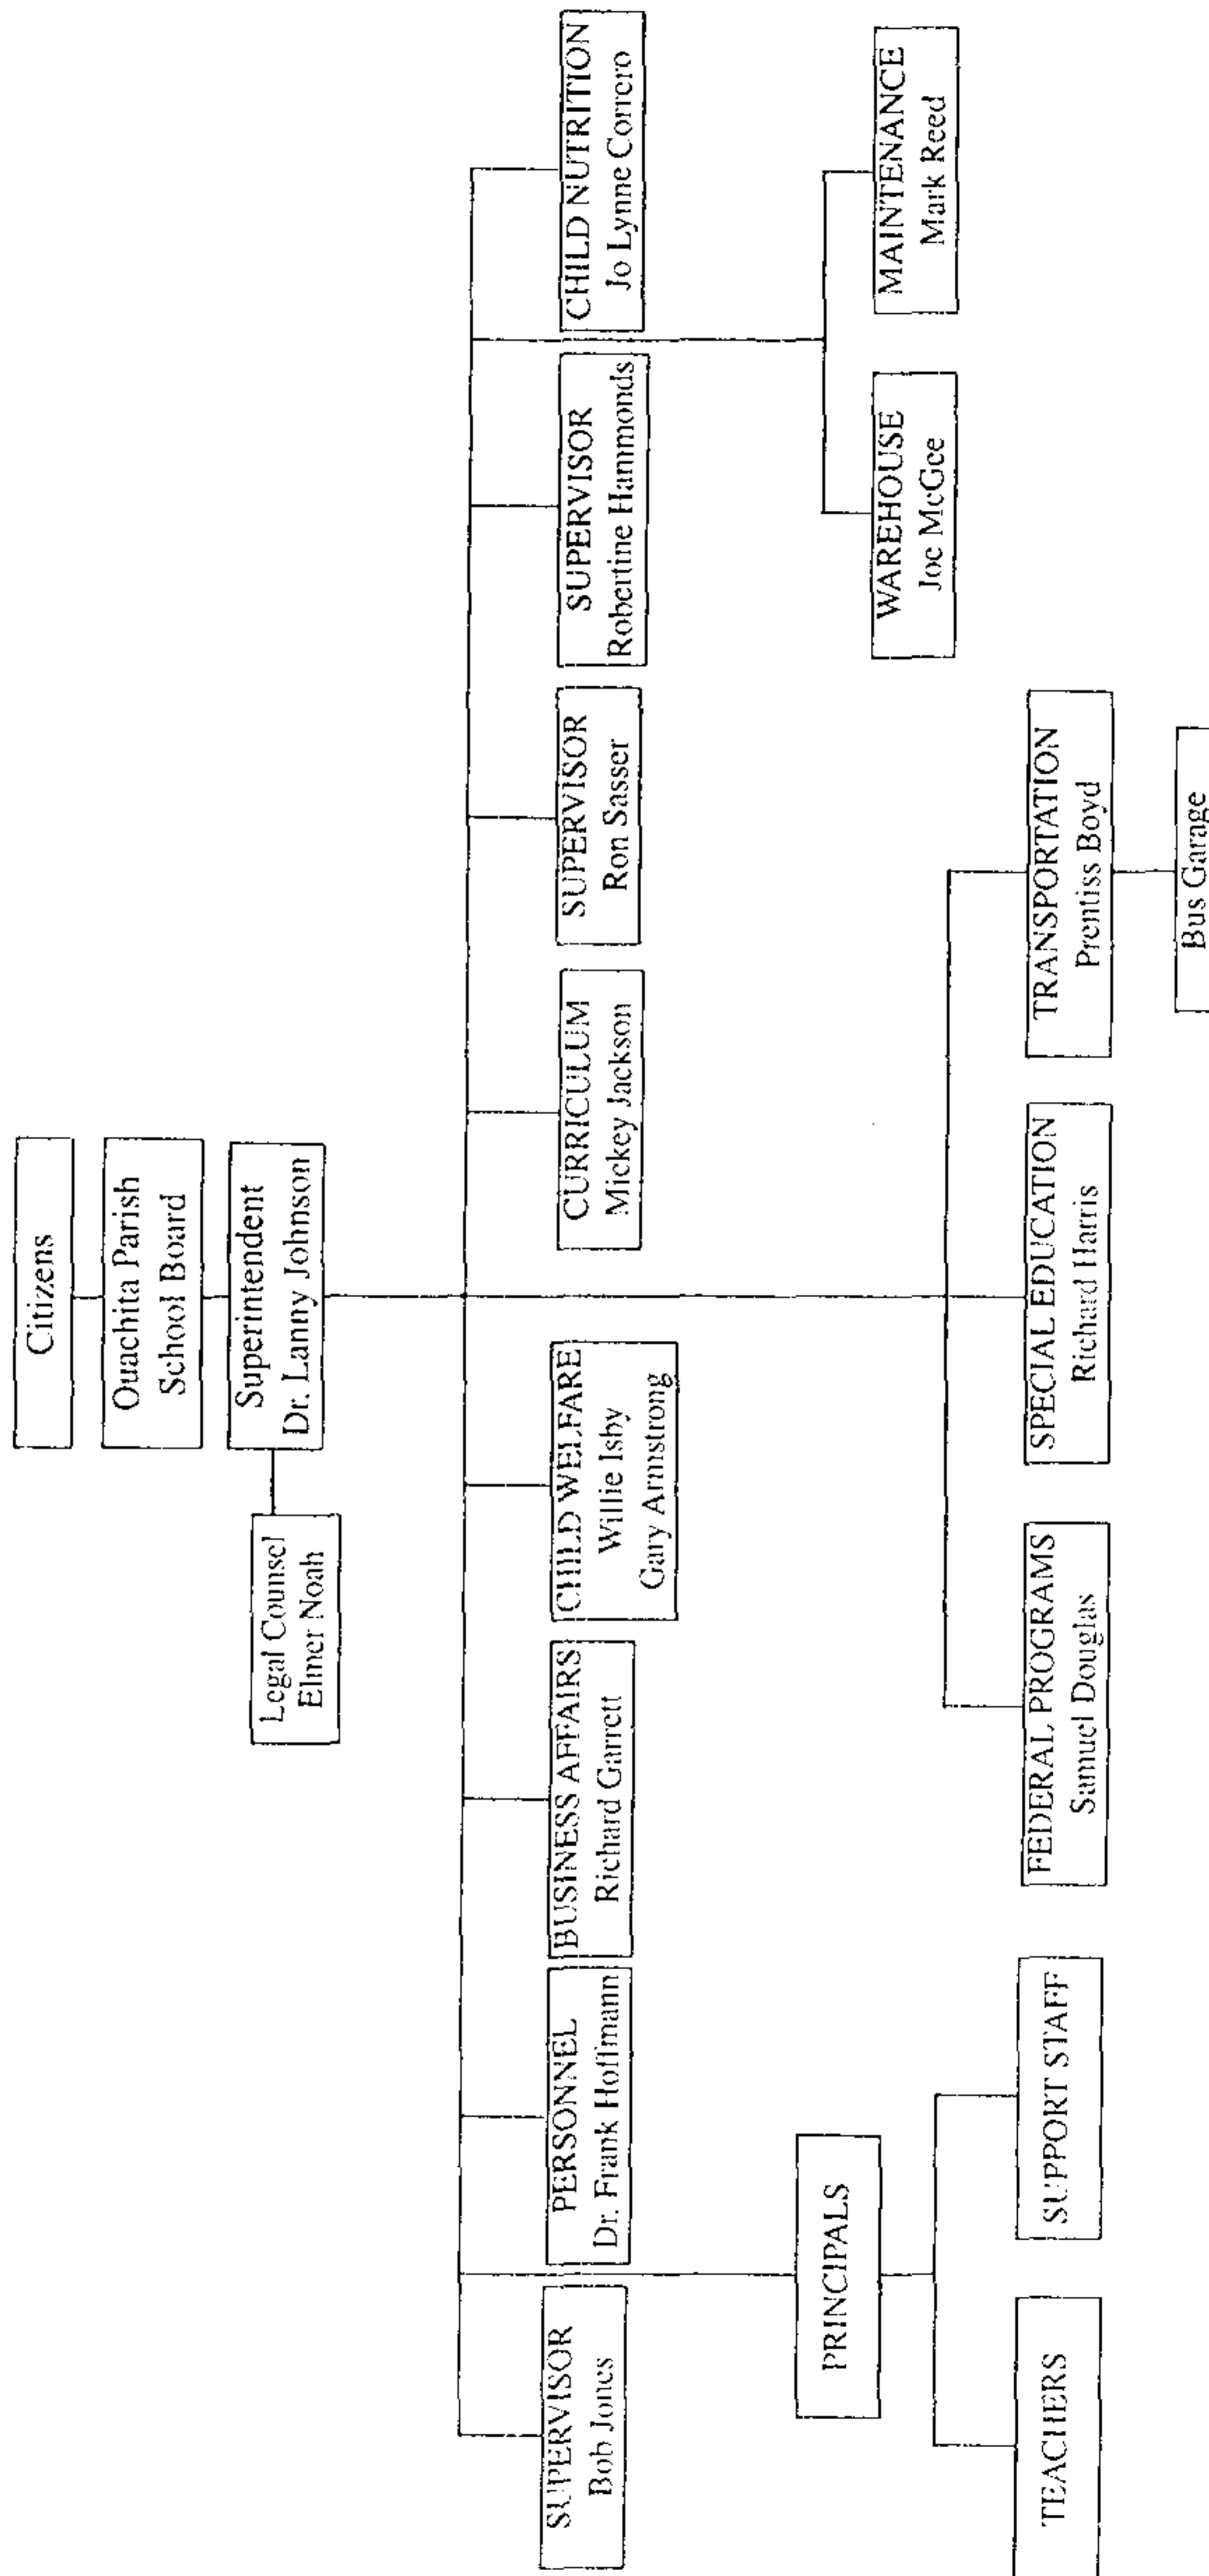 Citizens
Ouachita Parish
School Board
Superintendent
Dr. Lanny Johnson
Legal Counsel
Elmer Noah
SUPERVISOR
Bob Jones
PERSONNEL
Dr. Frank Hoffmann
BUSINESS AFFAIRS
Richard Garrett
CHILD WELFARE
Willie Isby
Gary Armstrong
CURRICULUM
Mickey Jackson
SUPERVISOR
Ron Sasser
SUPERVISOR
Robertine Hammonds
CHILD NUTRITION
Jo Lynne Correro
PRINCIPALS
WAREHOUSE
Joe McGee
MAINTENANCE
Mark Reed
TEACHERS
SUPPORT STAFF
FEDERAL PROGRAMS
Samuel Douglas
SPECIAL EDUCATION
Richard Harris
TRANSPORTATION
Prentiss Boyd
Bus Garage